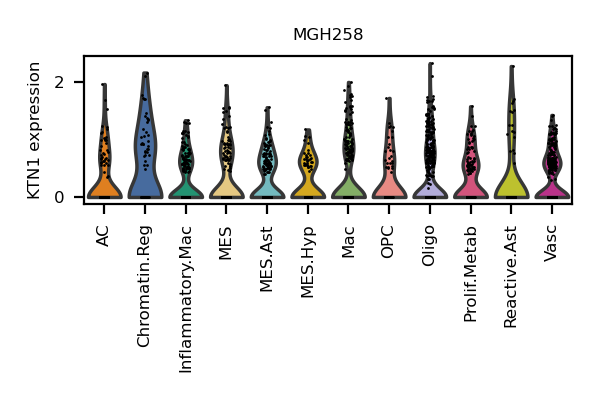 MGH258
KTN1 expression
2
0
AC
Chromatin.Reg
Inflammatory.Mac
MES
MES.Ast
MES.Hyp
Mac
OPC
Oligo
Prolif.Metab
Reactive.Ast
Vasc